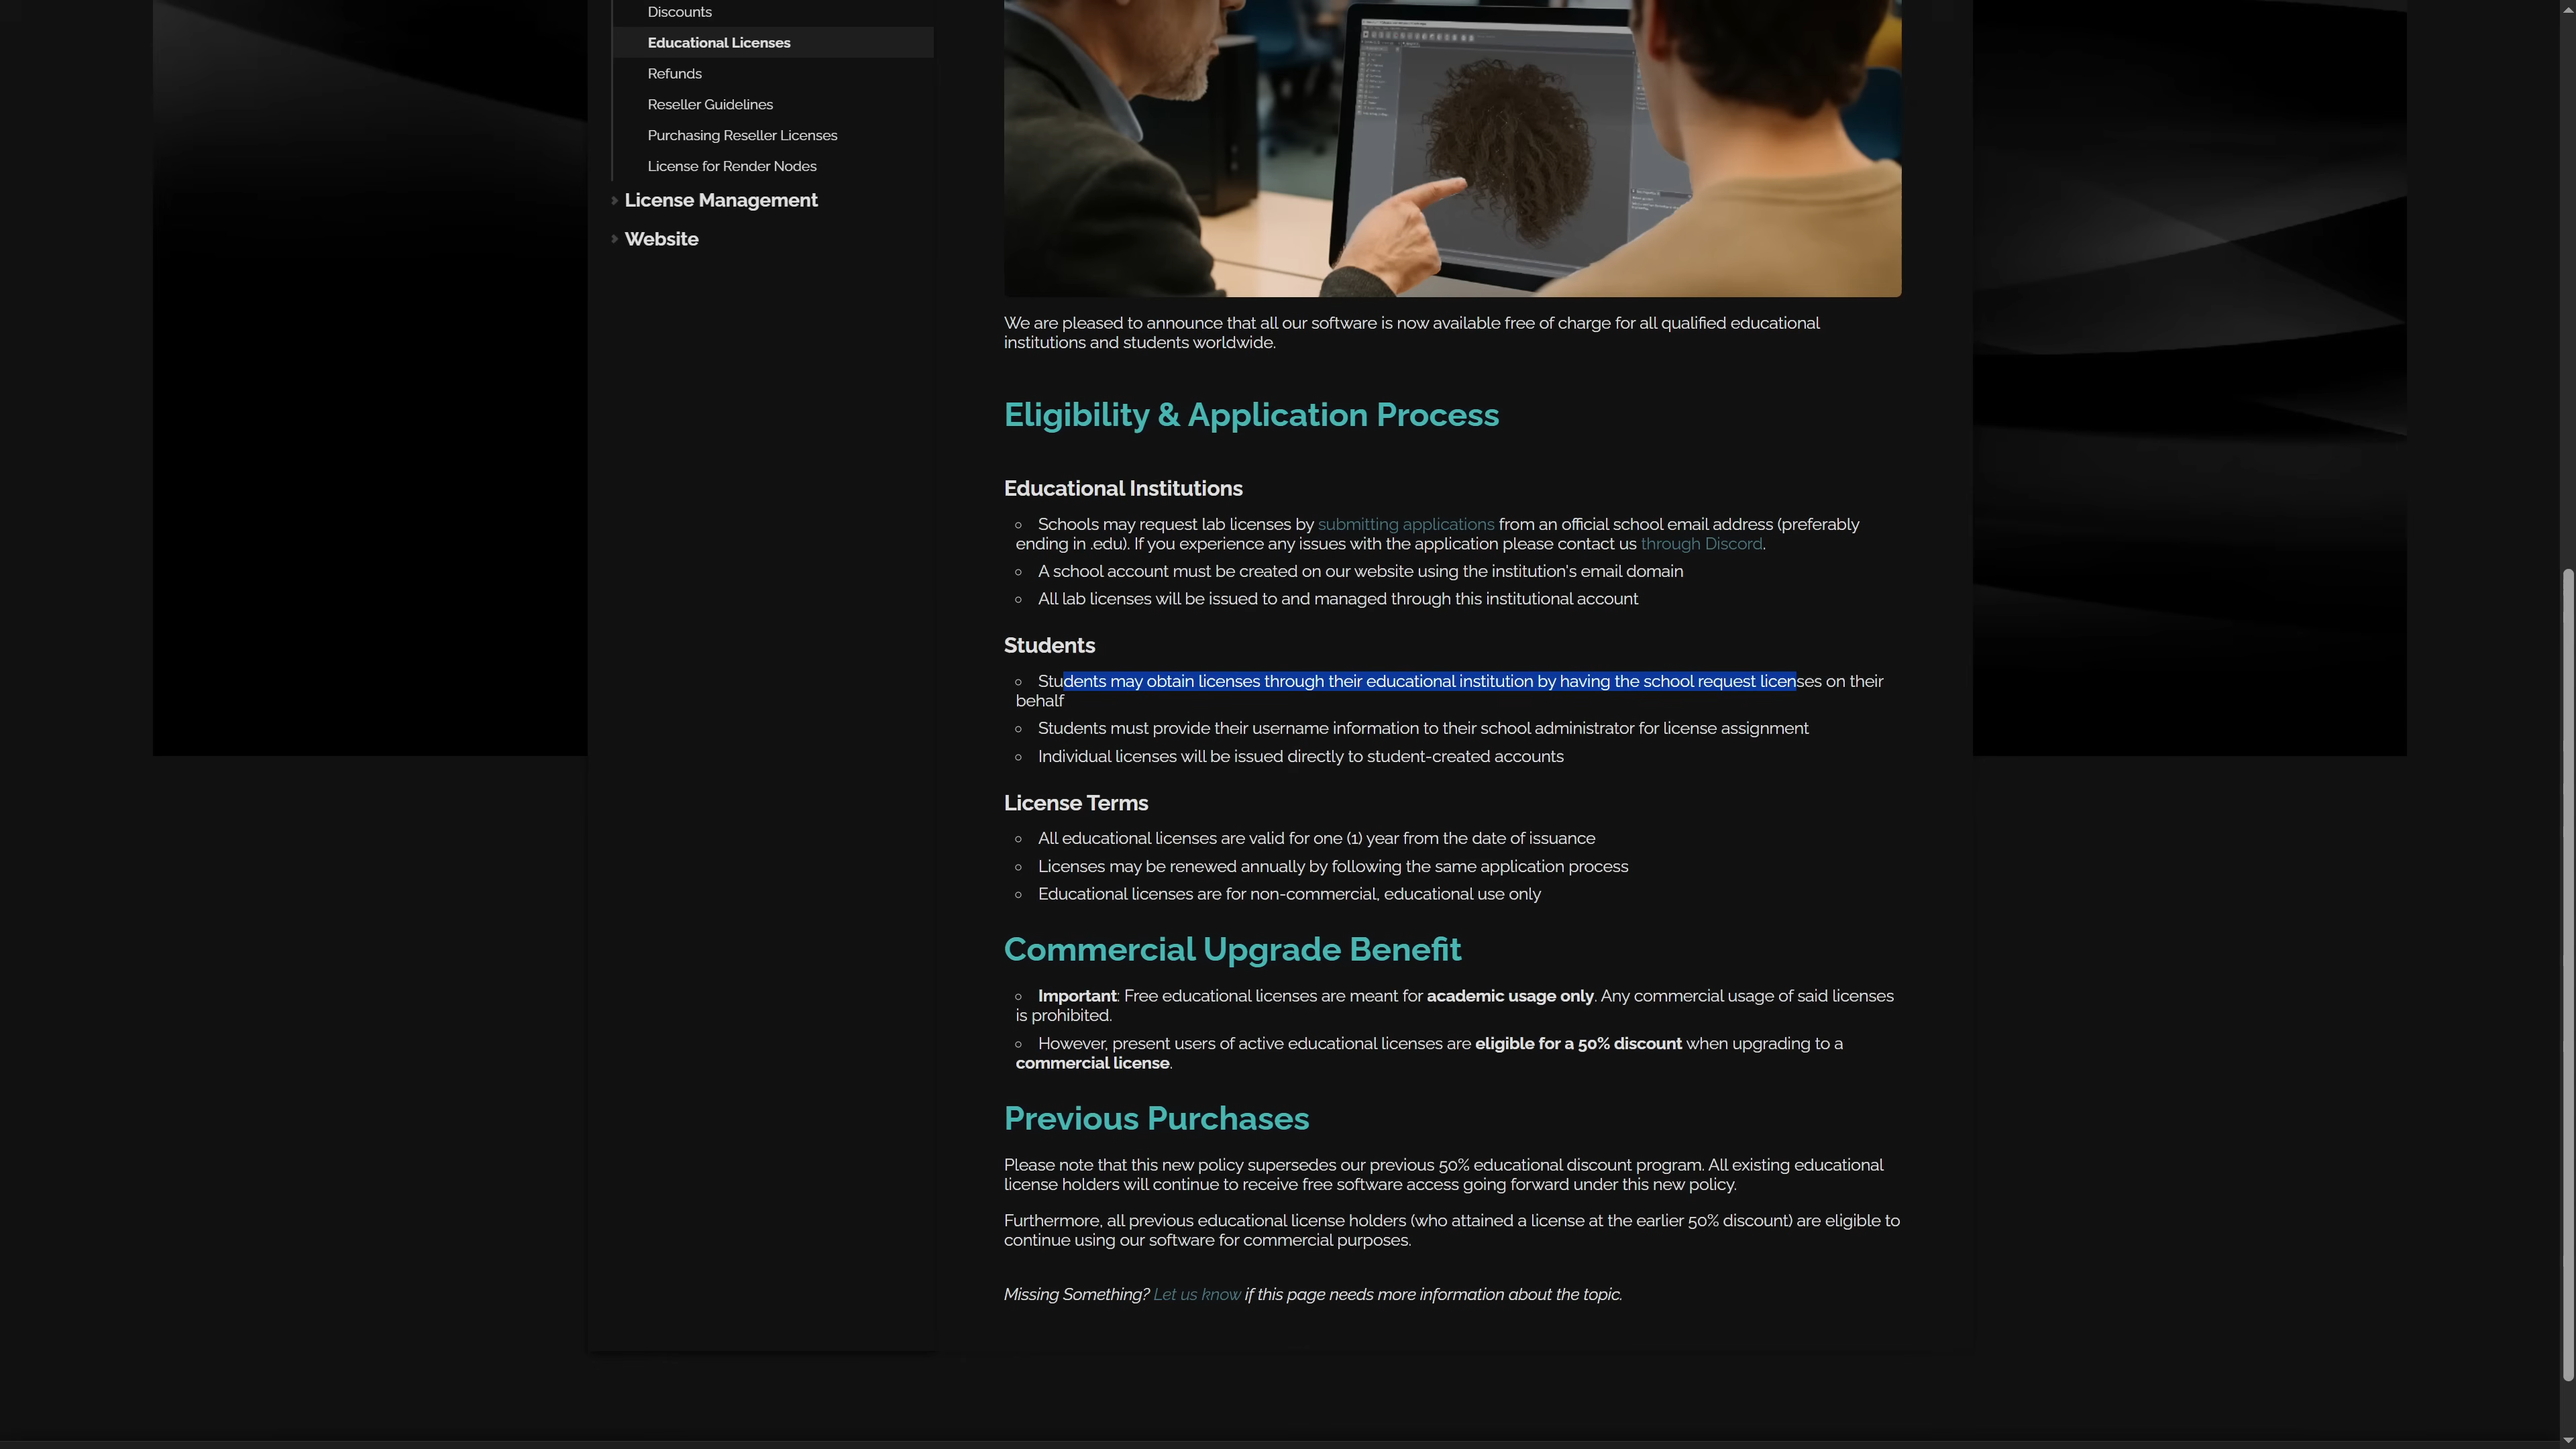 Discounts
Educational Licenses
Refunds
Reseller Guidelines
Purchasing Reseller Licenses
License for Render Nodes
License Management
Website
We are pleased to announce that all our software is now available free of charge for all qualified educational
institutions and students worldwide.
Eligibility & Application Process
Educational Institutions
Schools may request lab licenses by submitting applications from an official school email address (preferably
ending in .edu). If you experience any issues with the application please contact us through Discord.
A school account must be created on our website using the institution's email domain
All lab licenses will be issued to and managed through this institutional account
Students
Students may obtain licenses through their educational institution by having the school request licenses on their
behalf
Students must provide their username information to their school administrator for license assignment
Individual licenses will be issued directly to student-created accounts
License Terms
All educational licenses are valid for one (1) year from the date of issuance
Licenses may be renewed annually by following the same application process
Educational licenses are for non-commercial, educational use only
Commercial Upgrade Benefit
Important: Free educational licenses are meant for academic usage only. Any commercial usage of said licenses
is prohibited.
However, present users of active educational licenses are eligible for a 50% discount when upgrading to a
commercial license.
Previous Purchases
Please note that this new policy supersedes our previous 50% educational discount program. All existing educational
license holders will continue to receive free software access going forward under this new policy.
Furthermore, all previous educational license holders (who attained a license at the earlier 50% discount) are eligible to
continue using our software for commercial purposes.
Missing Something? Let us know if this page needs more information about the topic.